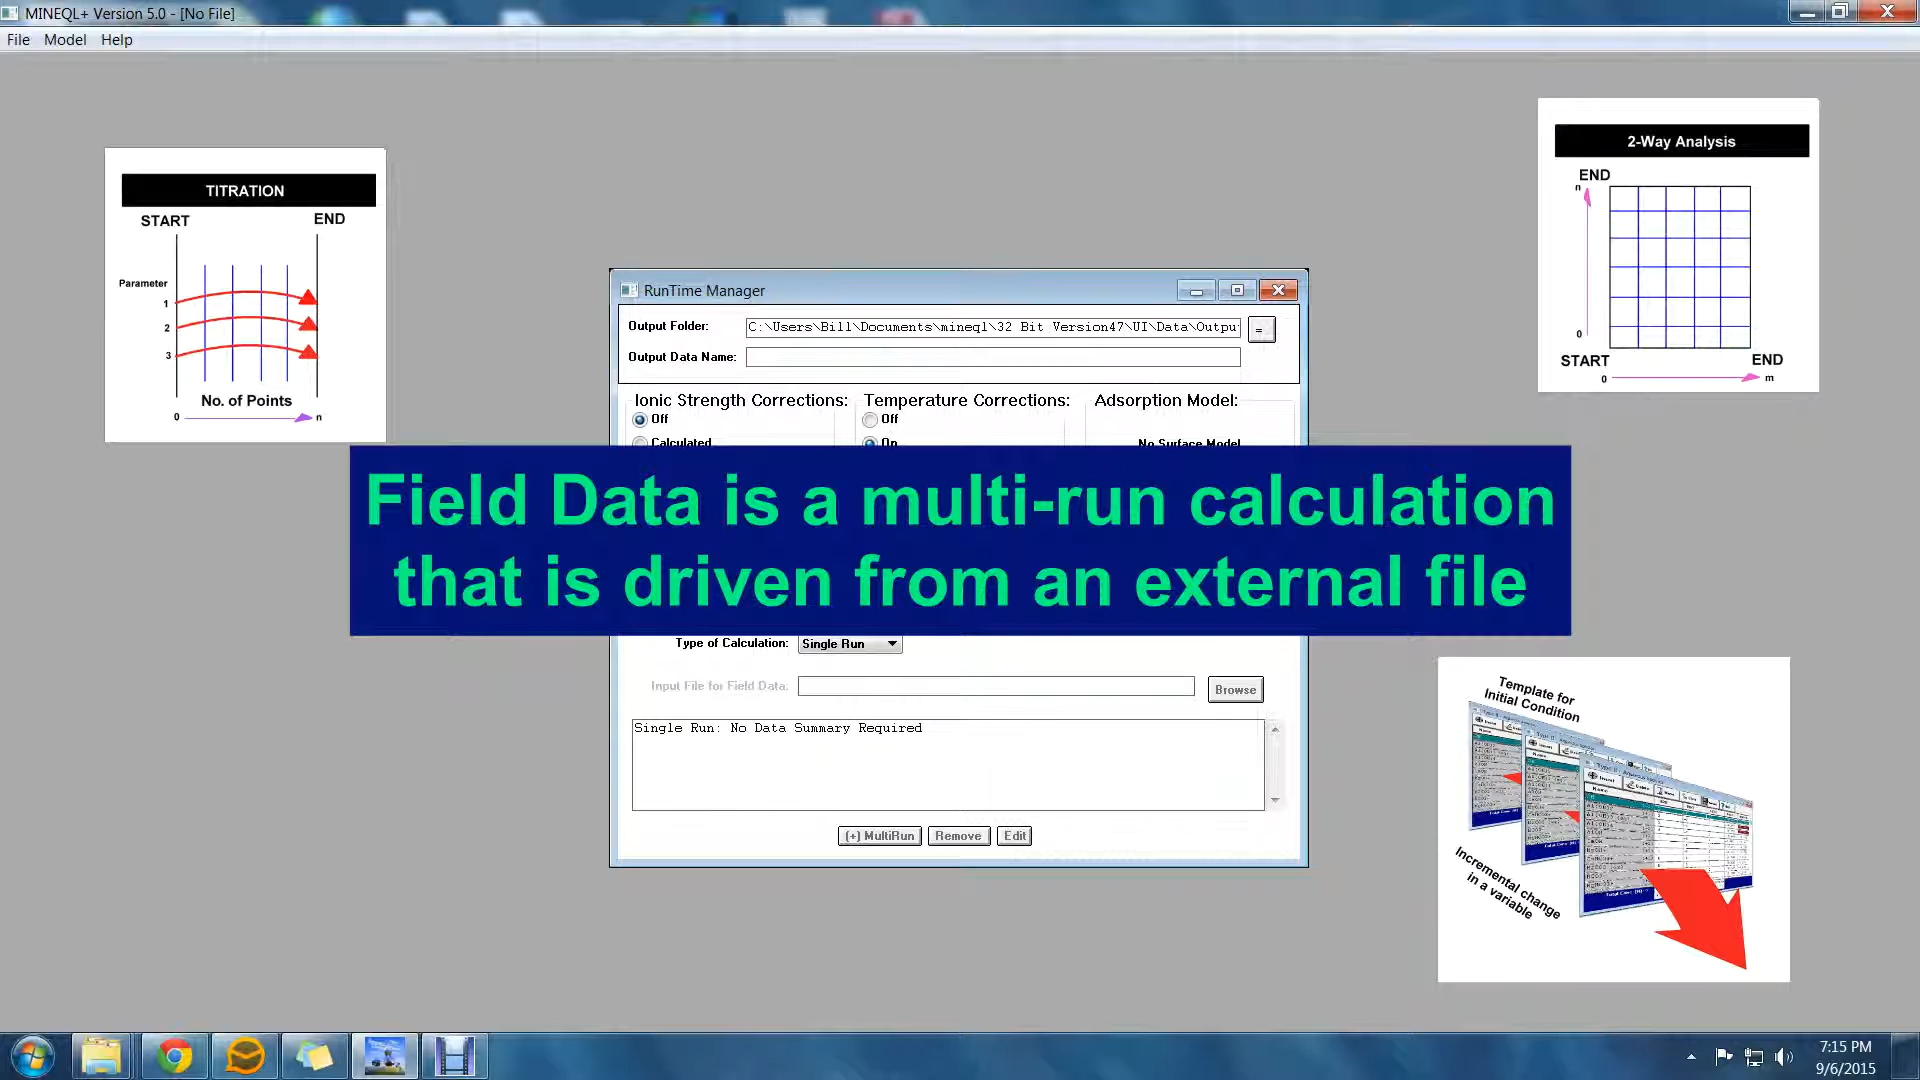 MINEQL+ Version 5.0 - [No File]
File Model Help
TITRATION
START END
Parameter
1
2
3
No. of Points
0 n
2-Way Analysis
END
n
0
START END
0 m
RunTime Manager
Output Folder: C:\Users\Bill\Documents\mineql\32 Bit Version47\UI\Data\Outpu
=
Output Data Name:
Ionic Strength Corrections: Temperature Corrections: Adsorption Model:
Off Off
Calculated On No Surface Model
Field Data is a multi-run calculation
that is driven from an external file
Type of Calculation: Single Run
Input File for Field Data: Browse
Single Run: No Data Summary Required
(+) MultiRun Remove Edit
Template for
Initial Condition
Incremental change
in a variable
7:15 PM
9/6/2015